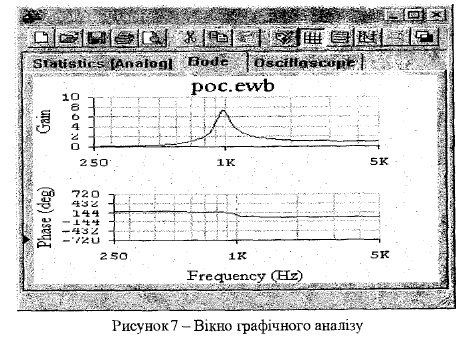 Statistics (Analog) Bode Oscilloscope
poc.ewb
Gain
10
8
6
4
2
0
250 1K 5K
Phase (deg)
720
432
144
-144
-432
-720
250 1K 5K
Frequency (Hz)
Рисунок 7 – Вікно графічного аналізу